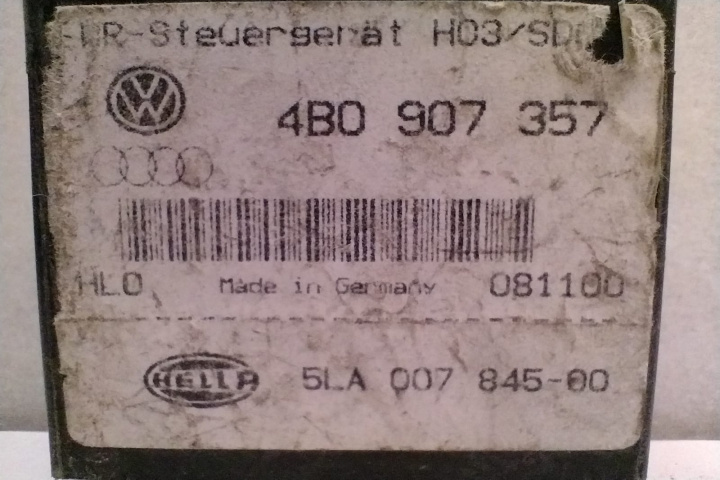 -Steuergerät H03/SD
4B0 907 357
HL0 Made in Germany 081100
HELLA 5LA 007 845-00